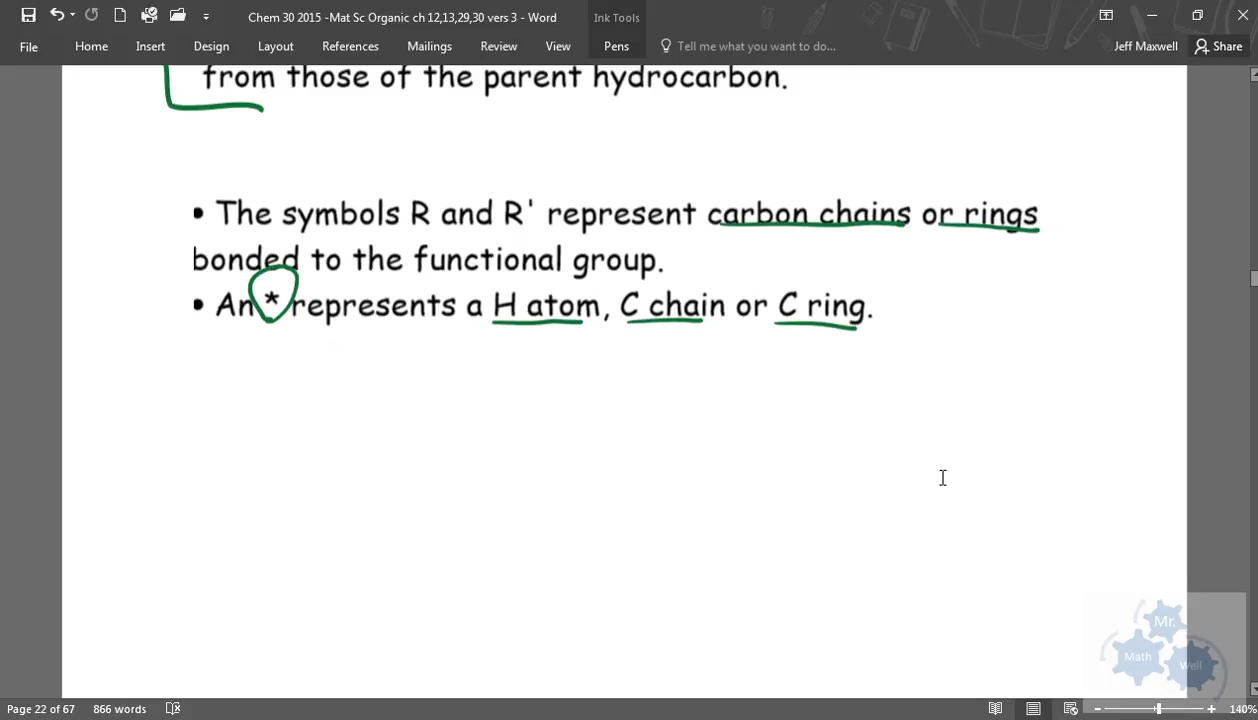 Chem 30 2015 -Mat Sc Organic ch 12,13,29,30 vers 3 - Word
Ink Tools
File Home Insert Design Layout References Mailings Review View Pens Tell me what you want to do... Jeff Maxwell Share
from those of the parent hydrocarbon.
• The symbols R and R' represent carbon chains or rings
bonded to the functional group.
• An * represents a H atom, C chain or C ring.
Mr.
Math
Well
Page 22 of 67 866 words 140%